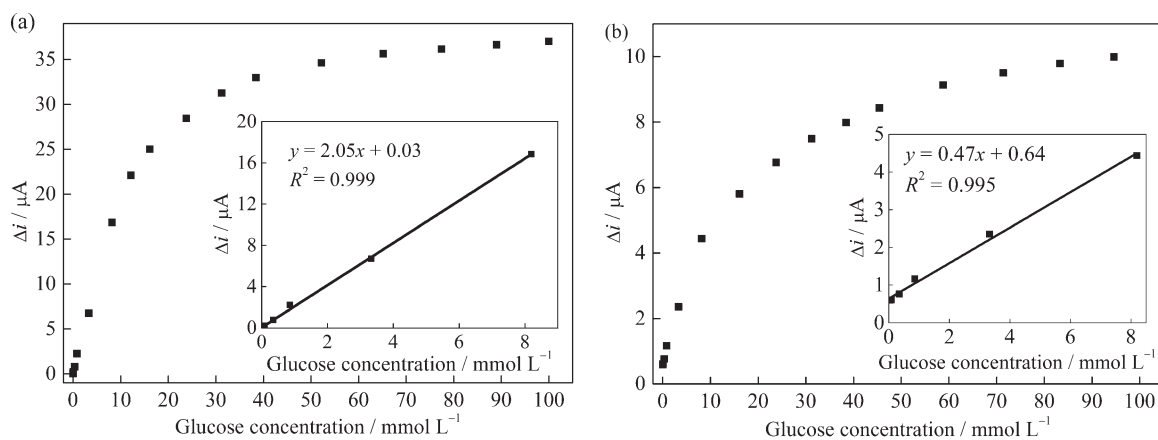 (a)
35
30
25
20
15
10
5
0
Δi / μA
0 10 20 30 40 50 60 70 80 90 100
Glucose concentration / mmol L⁻¹
20
16
12
8
4
0
Δi / μA
y = 2.05x + 0.03
R² = 0.999
0 2 4 6 8
Glucose concentration / mmol L⁻¹
(b)
10
8
6
4
2
0
Δi / μA
0 10 20 30 40 50 60 70 80 90 100
Glucose concentration / mmol L⁻¹
5
4
3
2
1
0
Δi / μA
y = 0.47x + 0.64
R² = 0.995
0 2 4 6 8
Glucose concentration / mmol L⁻¹